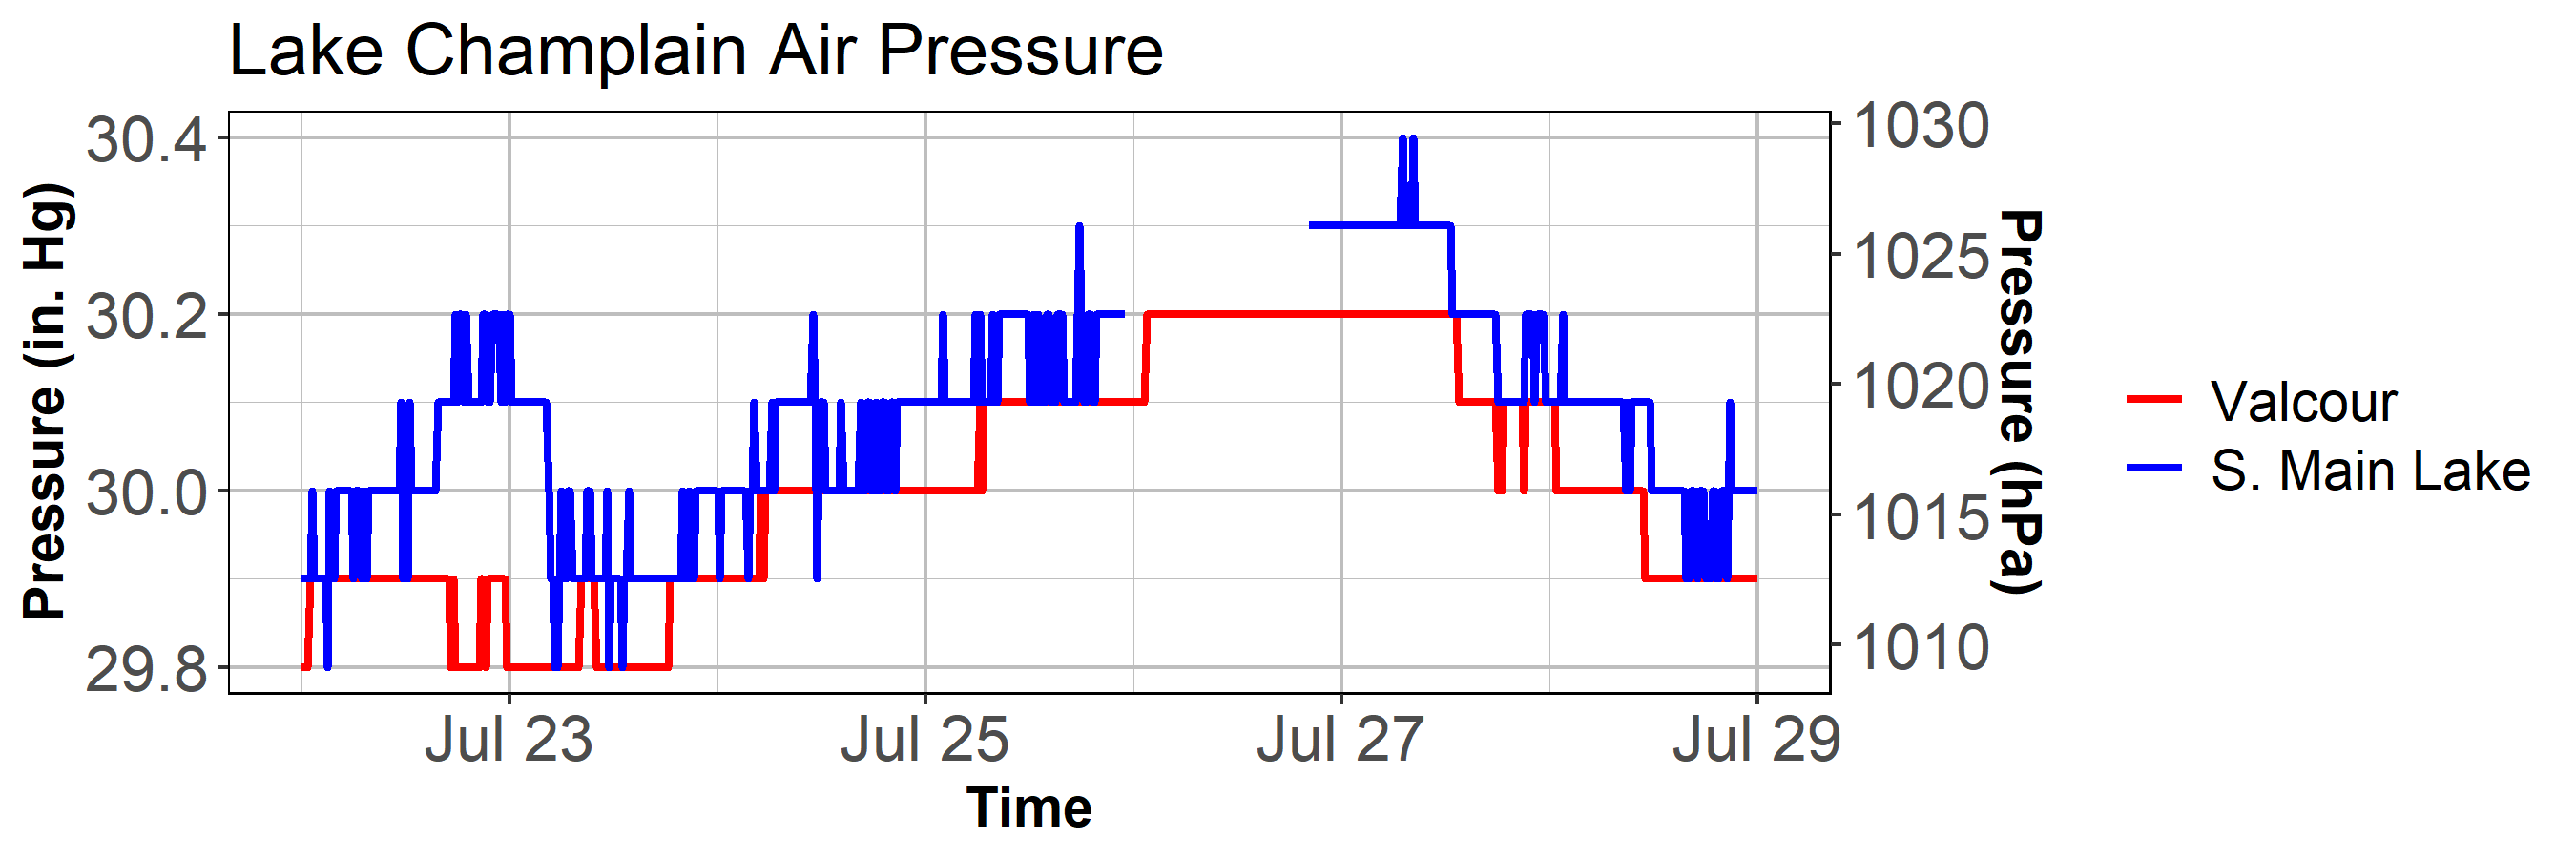 Lake Champlain Air Pressure
Pressure (in. Hg)
30.4
30.2
30.0
29.8
1030
1025
1020
1015
1010
Pressure (hPa)
Jul 23
Jul 25
Jul 27
Jul 29
Time
Valcour
S. Main Lake